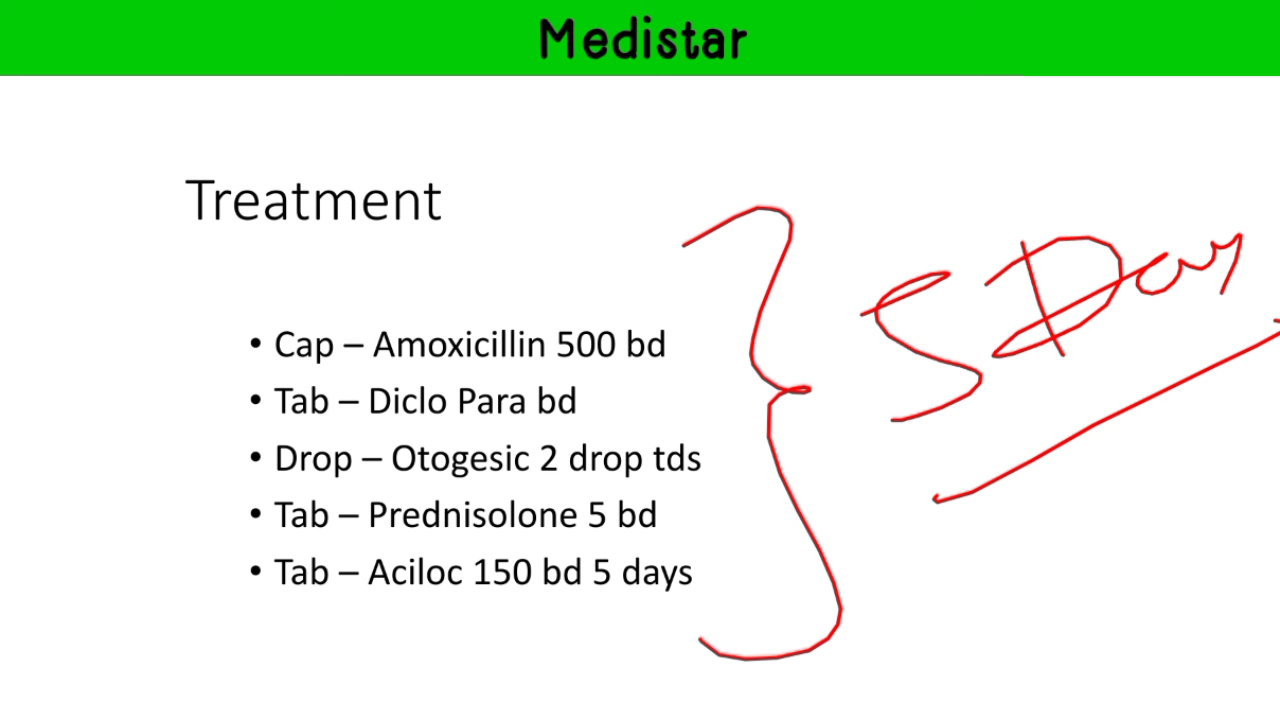 Medistar
Treatment
• Cap – Amoxicillin 500 bd
• Tab – Diclo Para bd
• Drop – Otogesic 2 drop tds
• Tab – Prednisolone 5 bd
• Tab – Aciloc 150 bd 5 days
5 Day